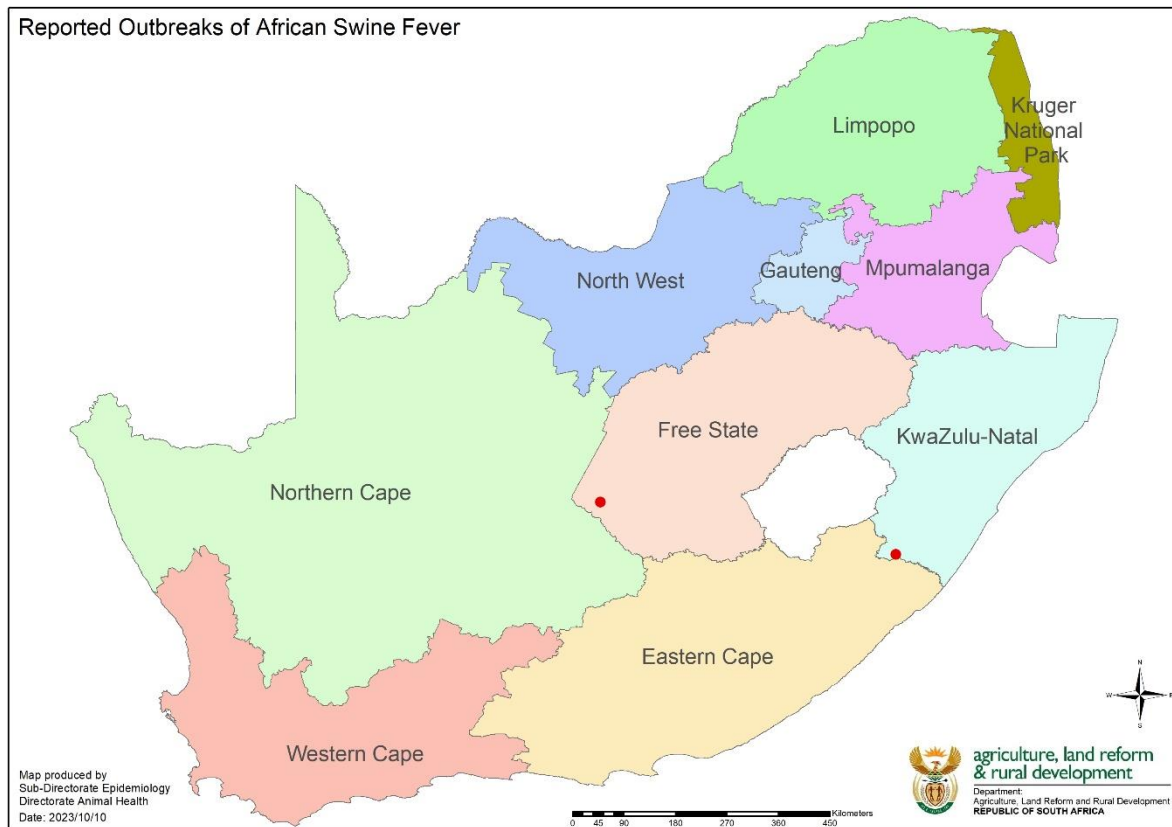 Reported Outbreaks of African Swine Fever
Kruger
National
Park
Limpopo
North West
Gauteng
Mpumalanga
Free State
KwaZulu-Natal
Northern Cape
Eastern Cape
Western Cape
N
W
E
S
Map produced by
Sub-Directorate Epidemiology
Directorate Animal Health
Date: 2023/10/10
Kilometers
0 45 90 180 270 360 450
agriculture, land reform
& rural development
Department:
Agriculture, Land Reform and Rural Development
REPUBLIC OF SOUTH AFRICA